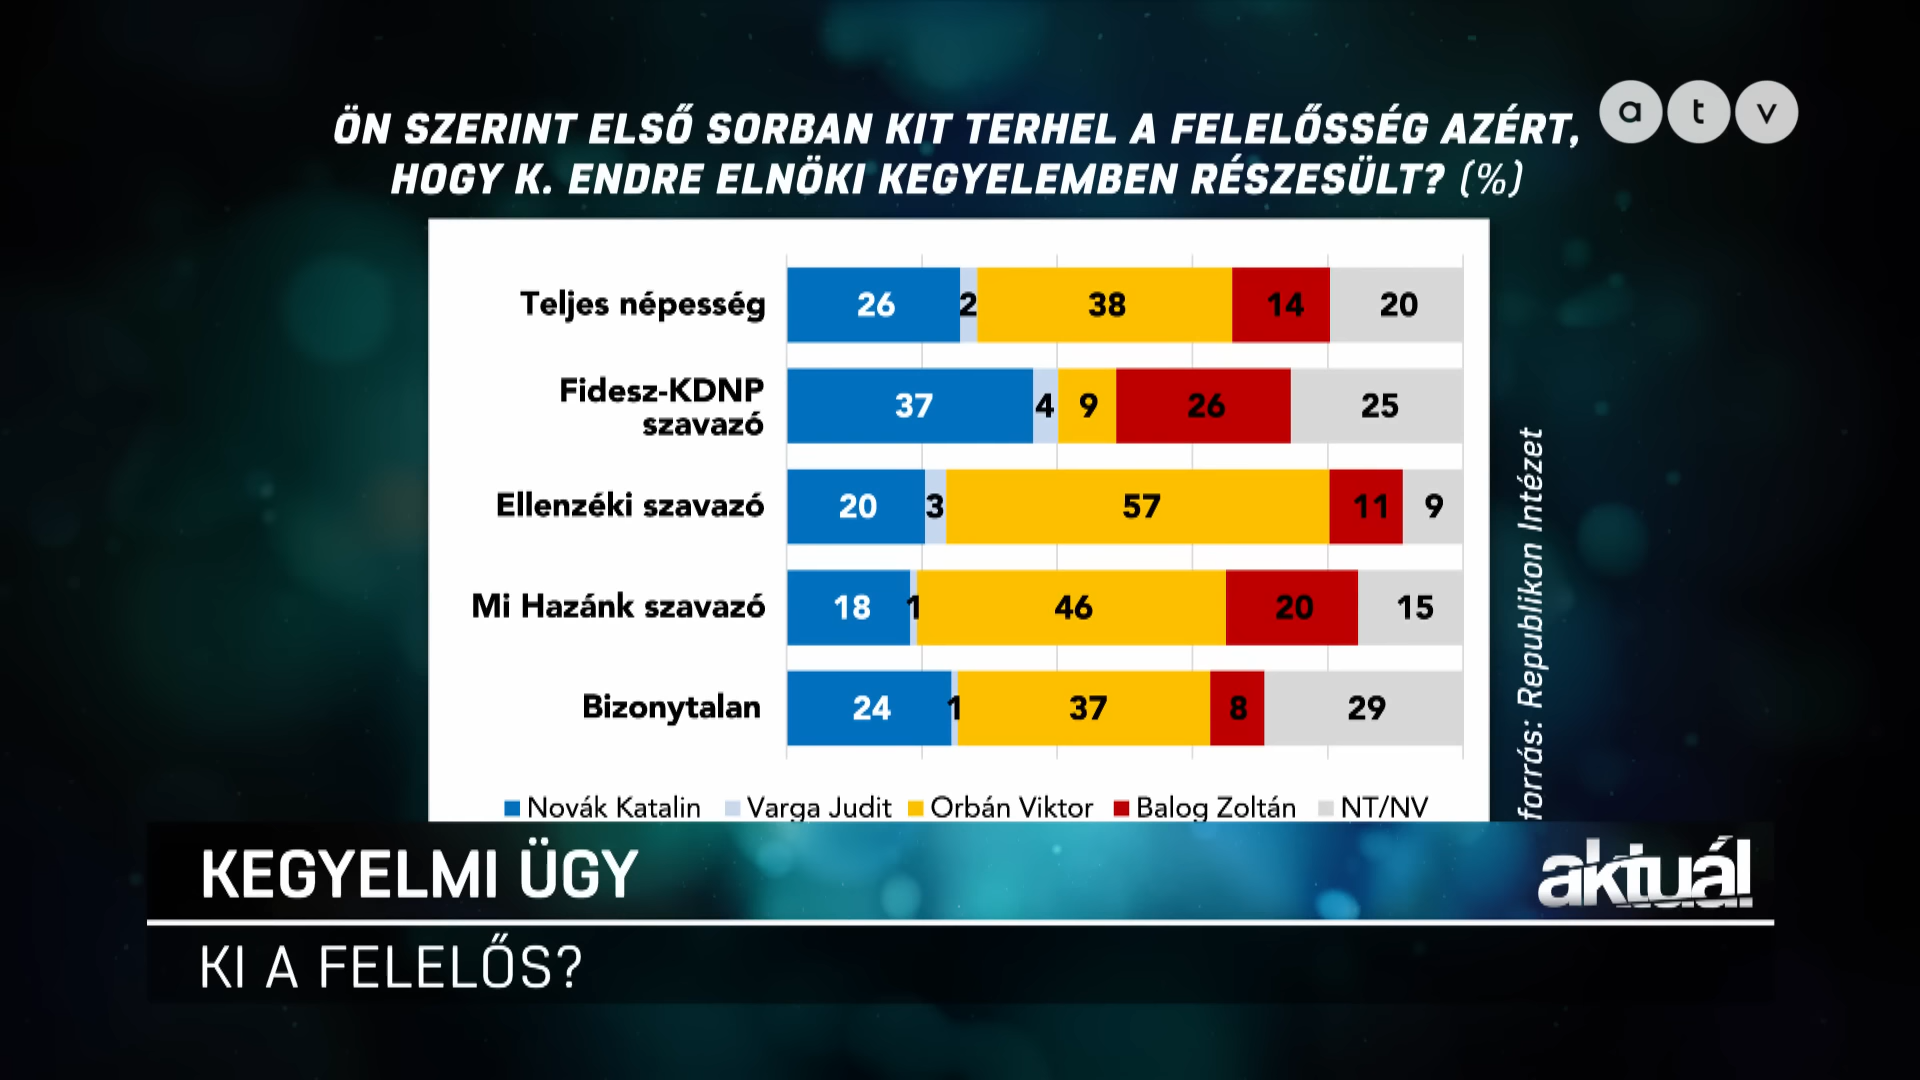 ÖN SZERINT ELSŐ SORBAN KIT TERHEL A FELELŐSSÉG AZÉRT,
HOGY K. ENDRE ELNÖKI KEGYELEMBEN RÉSZESÜLT? (%)
atv
Teljes népesség 26 2 38 14 20
Fidesz-KDNP
szavazó 37 4 9 26 25
Ellenzéki szavazó 20 3 57 11 9
Mi Hazánk szavazó 18 1 46 20 15
Bizonytalan 24 1 37 8 29
Novák Katalin Varga Judit Orbán Viktor Balog Zoltán NT/NV
forrás: Republikon Intézet
KEGYELMI ÜGY
aktuál
KI A FELELŐS?